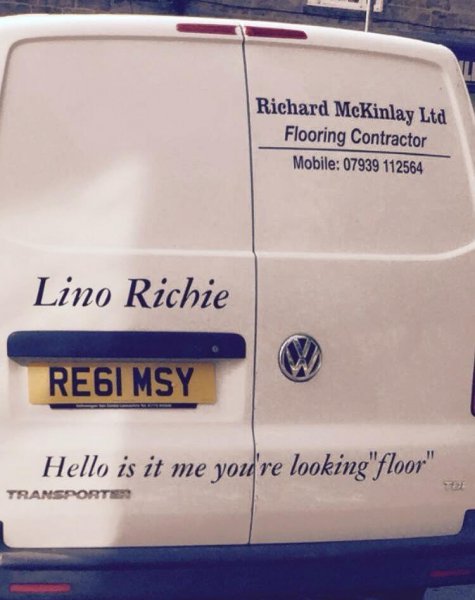 Richard McKinlay Ltd
Flooring Contractor
Mobile: 07939 112564
Lino Richie
RE61 MSY
Hello is it me you're looking"floor"
TRANSPORTER
TDI